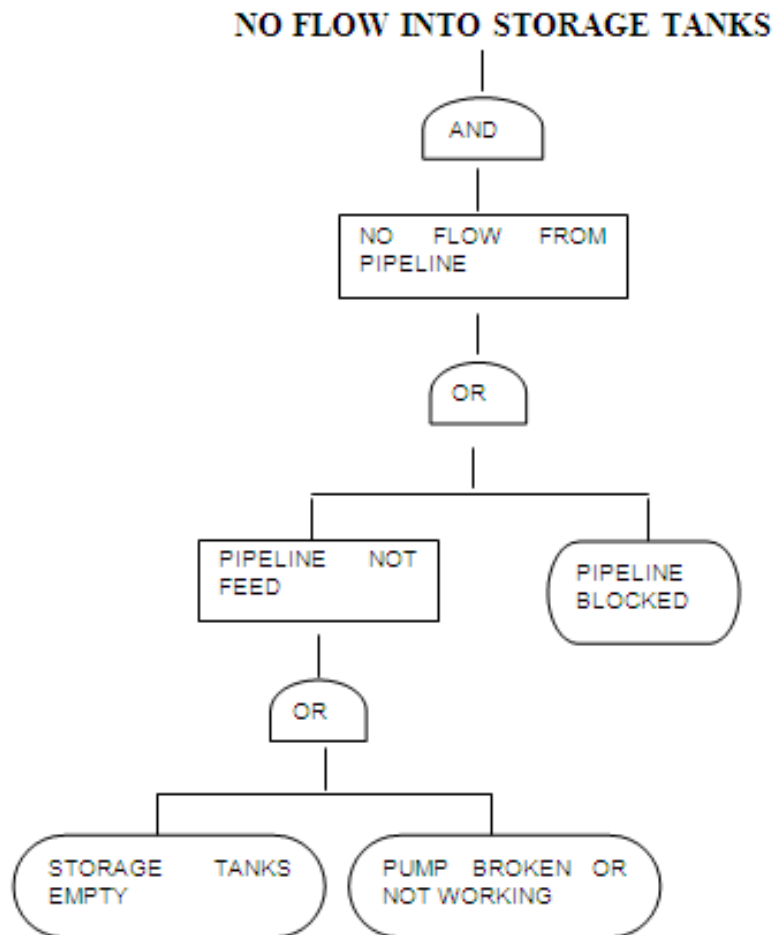 NO FLOW INTO STORAGE TANKS
AND
NO FLOW FROM
PIPELINE
OR
PIPELINE NOT
FEED
PIPELINE
BLOCKED
OR
STORAGE TANKS
EMPTY
PUMP BROKEN OR
NOT WORKING